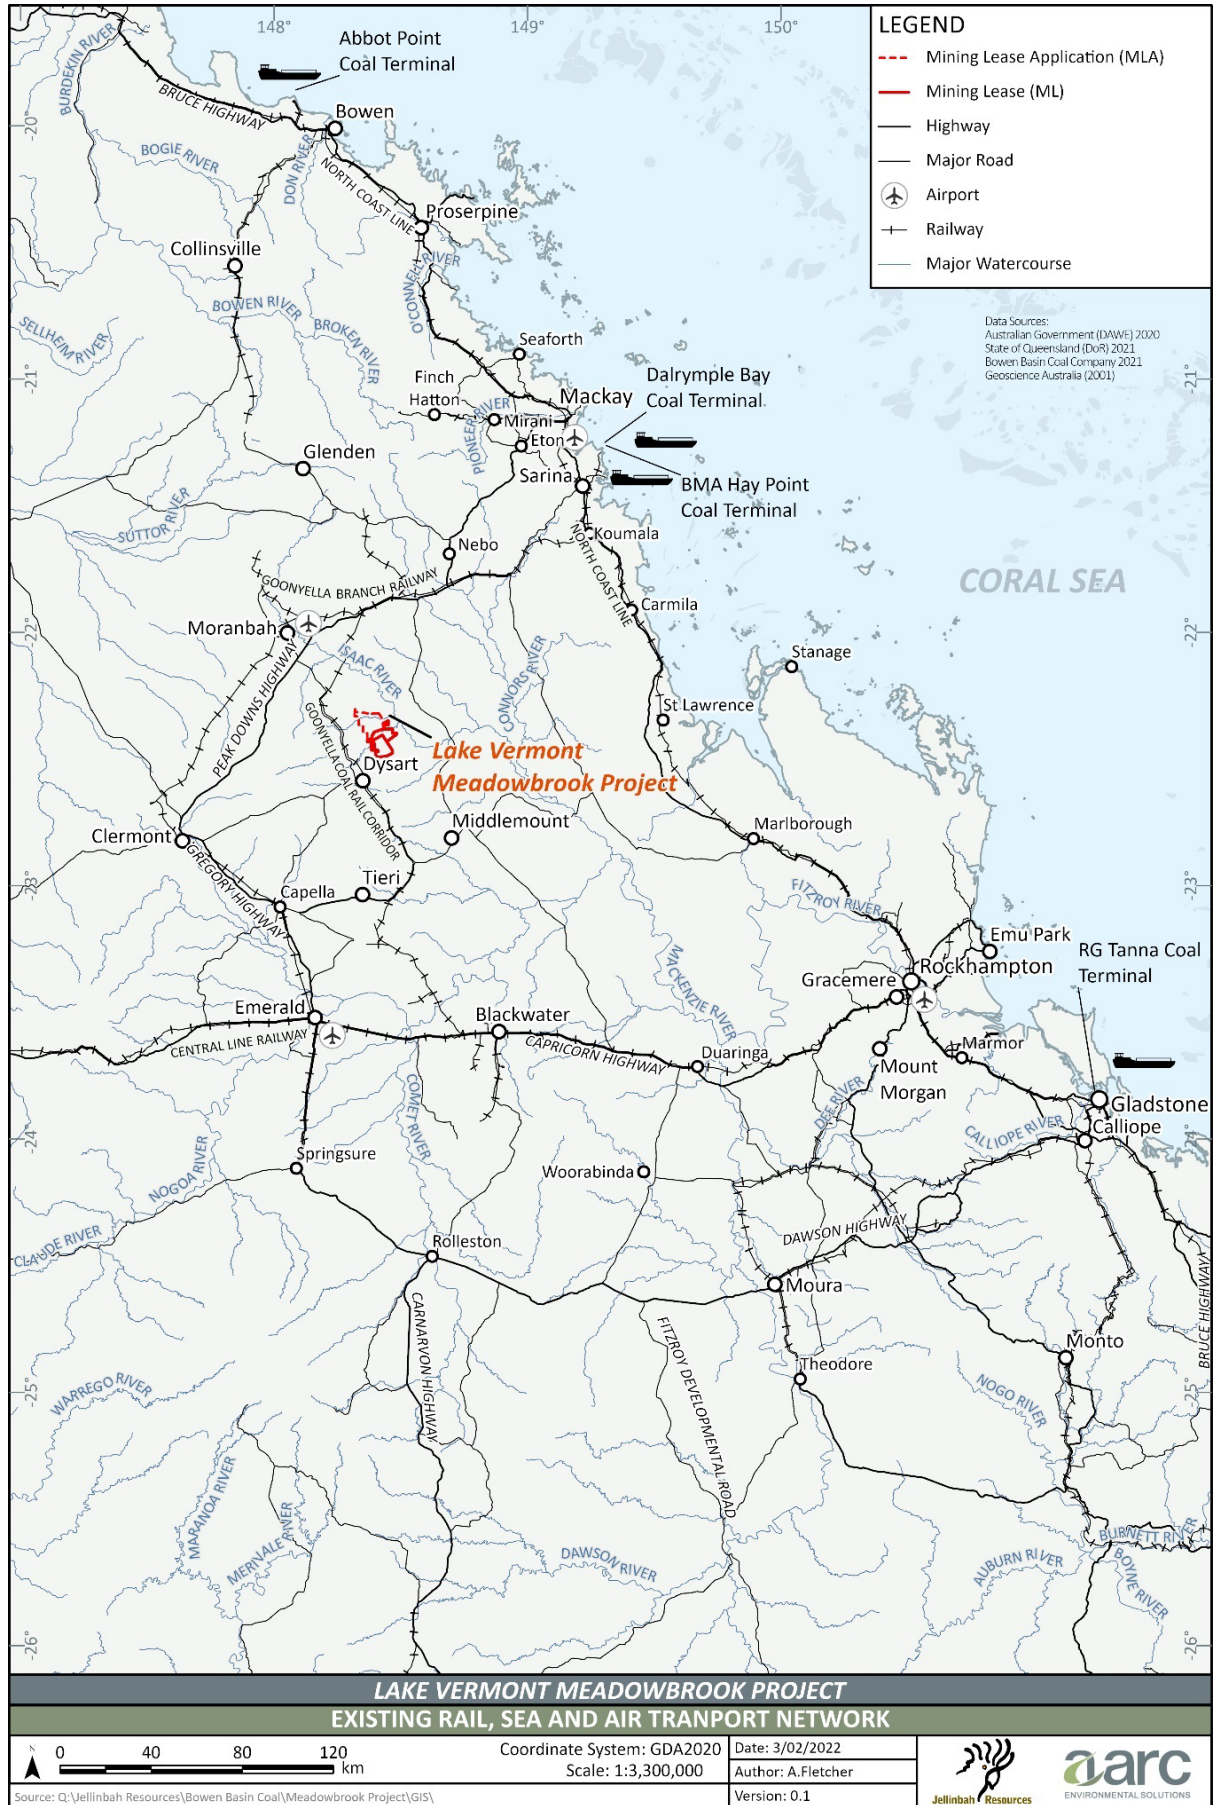 148°
149°
150°
LEGEND
Mining Lease Application (MLA)
Mining Lease (ML)
Highway
Major Road
Airport
Railway
Major Watercourse
Data Sources:
Australian Government (DAWE) 2020
State of Queensland (DoR) 2021
Bowen Basin Coal Company 2021
Geoscience Australia (2001)
Abbot Point
Coal Terminal
BURDEKIN RIVER
BRUCE HIGHWAY
Bowen
-20°
BOGIE RIVER
DON RIVER
NORTH COAST LINE
Proserpine
Collinsville
O'CONNELL RIVER
BOWEN RIVER
BROKEN RIVER
SELLHEIM RIVER
Seaforth
-21°
-21°
Finch
Hatton
Mackay
Dalrymple Bay
Coal Terminal
PIONEER RIVER
Mirani
Eton
Glenden
Sarina
BMA Hay Point
Coal Terminal
SUTTOR RIVER
Koumala
Nebo
NORTH COAST LINE
GOONYELLA BRANCH RAILWAY
CORAL SEA
Carmila
Moranbah
-22°
-22°
ISAAC RIVER
CONNORS RIVER
Stanage
PEAK DOWNS HIGHWAY
GOONYELLA COAL RAIL CORRIDOR
St Lawrence
Lake Vermont
Meadowbrook Project
Dysart
Middlemount
Marlborough
Clermont
GREGORY HIGHWAY
Tieri
Capella
-23°
-23°
FITZROY RIVER
Emu Park
MACKENZIE RIVER
RG Tanna Coal
Terminal
Rockhampton
Gracemere
Emerald
Blackwater
CENTRAL LINE RAILWAY
CAPRICORN HIGHWAY
Duaringa
Marmor
Mount
Morgan
COMET RIVER
DEE RIVER
Gladstone
CALLIOPE RIVER
Calliope
-24°
-24°
Springsure
NOGOA RIVER
Woorabinda
CLAUDE RIVER
DAWSON HIGHWAY
Rolleston
Moura
BRUCE HIGHWAY
CARNARVON HIGHWAY
FITZROY DEVELOPMENTAL ROAD
Monto
Theodore
WARREGO RIVER
NOGO RIVER
-25°
-25°
MARANOA RIVER
MERIVALE RIVER
DAWSON RIVER
AUBURN RIVER
BURNETT RIVER
BOYNE RIVER
-26°
-26°
LAKE VERMONT MEADOWBROOK PROJECT
EXISTING RAIL, SEA AND AIR TRANPORT NETWORK
N
0 40 80 120
km
Coordinate System: GDA2020
Scale: 1:3,300,000
Date: 3/02/2022
Author: A.Fletcher
Version: 0.1
Source: Q:\Jellinbah Resources\Bowen Basin Coal\Meadowbrook Project\GIS\
Jellinbah Resources
aarc
ENVIRONMENTAL SOLUTIONS